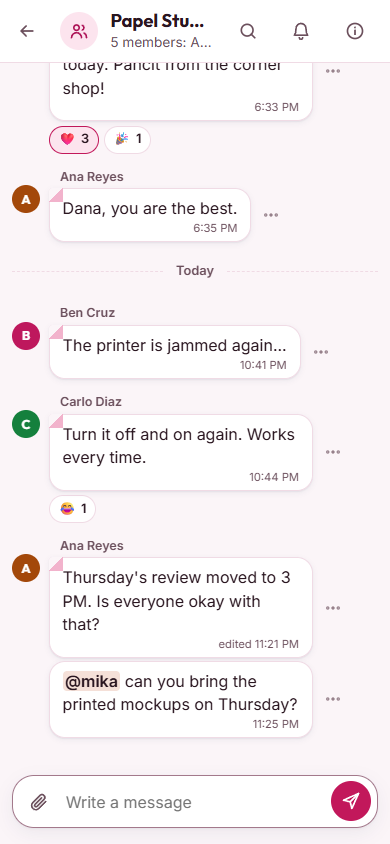 Papel Stu...
5 members: A...
today. Pancit from the corner
shop!
6:33 PM
3
1
Ana Reyes
A
Dana, you are the best.
6:35 PM
Today
Ben Cruz
B
The printer is jammed again...
10:41 PM
Carlo Diaz
C
Turn it off and on again. Works
every time.
10:44 PM
1
Ana Reyes
A
Thursday's review moved to 3
PM. Is everyone okay with
that?
edited 11:21 PM
@mika can you bring the
printed mockups on Thursday?
11:25 PM
Write a message